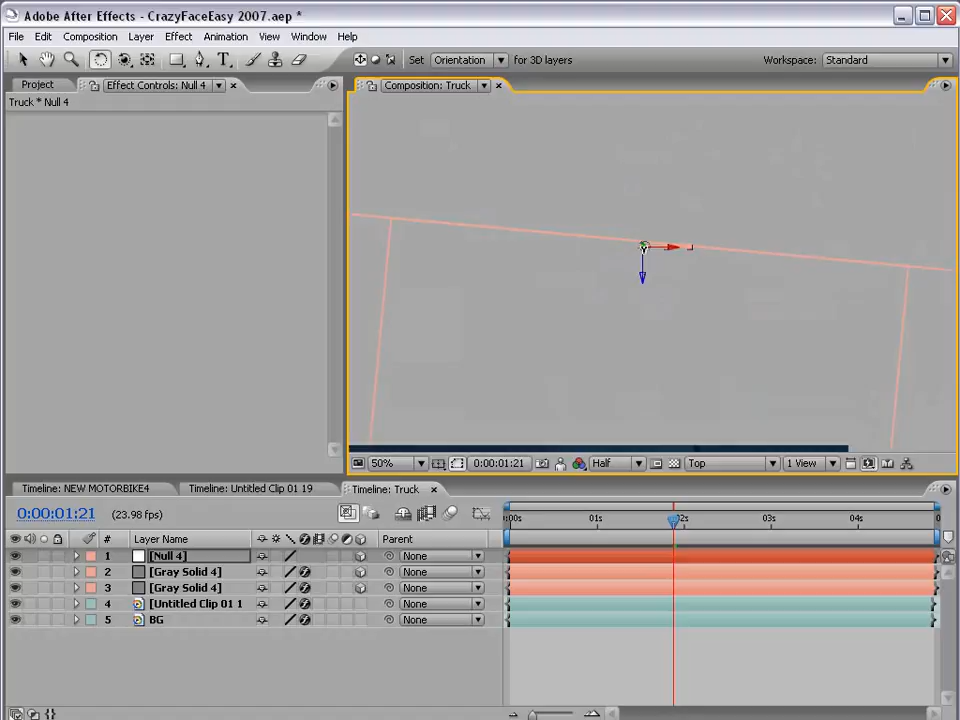 Adobe After Effects - CrazyFaceEasy 2007.aep *
File Edit Composition Layer Effect Animation View Window Help
Set Orientation for 3D layers Workspace: Standard
Project Effect Controls: Null 4 Composition: Truck
Truck * Null 4
50% 0:00:01:21 Half Top 1 View
Timeline: NEW MOTORBIKE4 Timeline: Untitled Clip 01 19 Timeline: Truck
0:00:01:21 (23.98 fps) :00s 01s 02s 03s 04s 0
# Layer Name Parent
1 [Null 4] None
2 [Gray Solid 4] None
3 [Gray Solid 4] None
4 [Untitled Clip 01 1 None
5 BG None